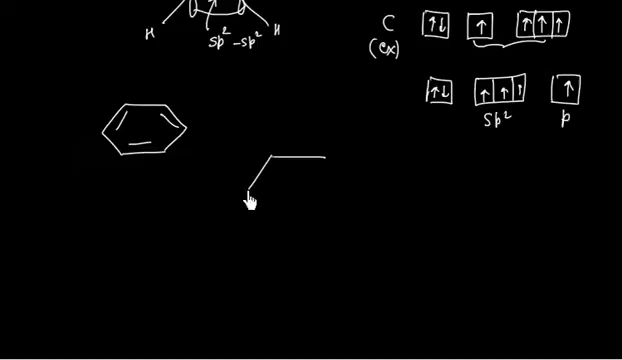 H H
sp²-sp²
C
(ex)
sp² p